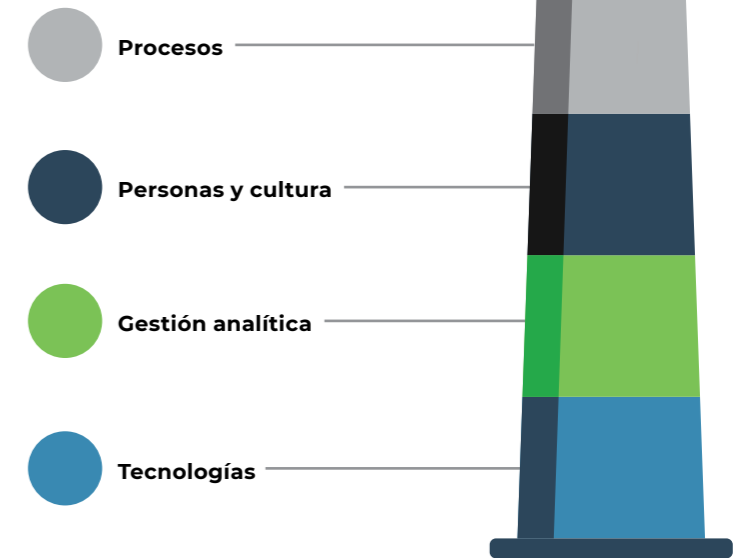 Procesos
Personas y cultura
Gestión analítica
Tecnologías